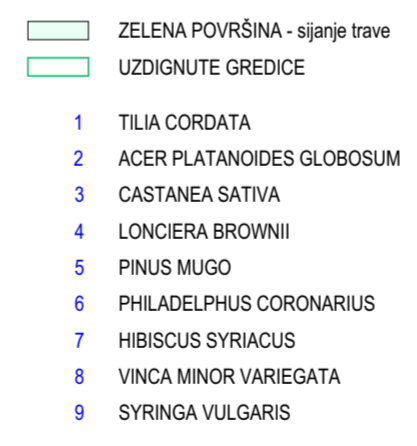 ZELENA POVRŠINA - sijanje trave
UZDIGNUTE GREDICE
1 TILIA CORDATA
2 ACER PLATANOIDES GLOBOSUM
3 CASTANEA SATIVA
4 LONCIERA BROWNII
5 PINUS MUGO
6 PHILADELPHUS CORONARIUS
7 HIBISCUS SYRIACUS
8 VINCA MINOR VARIEGATA
9 SYRINGA VULGARIS